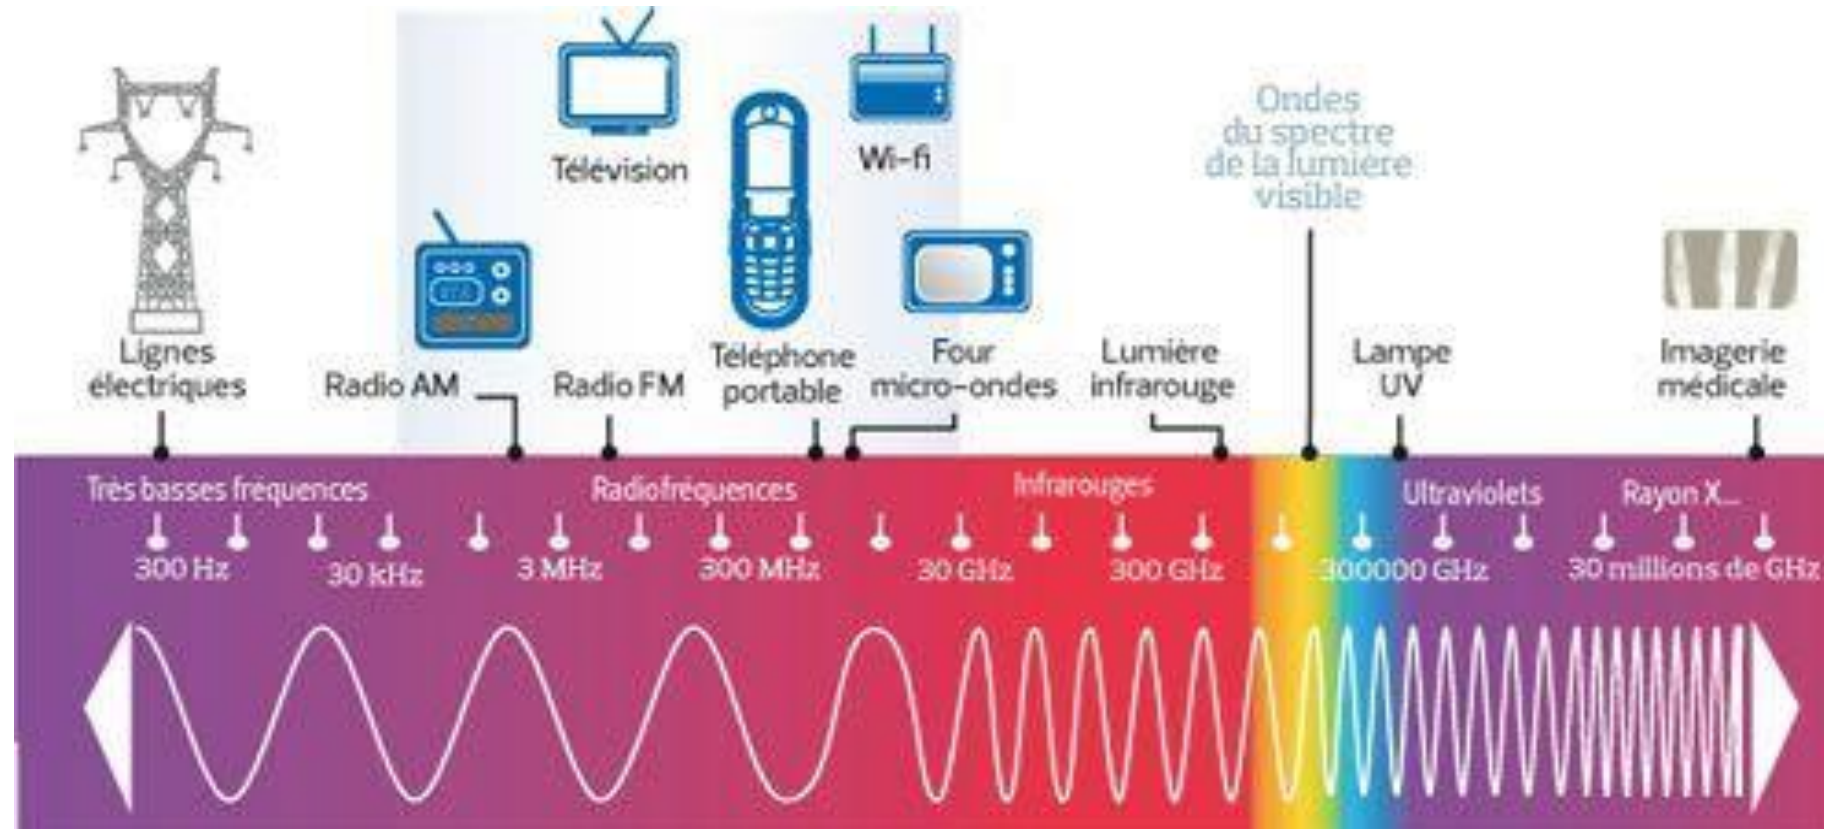 Télévision
Wi-fi
Ondes
du spectre
de la lumière
visible
Lignes
électriques
Radio AM
Radio FM
Téléphone
portable
Four
micro-ondes
Lumière
infrarouge
Lampe
UV
Imagerie
médicale
Très basses fréquences
Radiofréquences
Infrarouges
Ultraviolets
Rayon X...
300 Hz
30 kHz
3 MHz
300 MHz
30 GHz
300 GHz
300000 GHz
30 millions de GHz